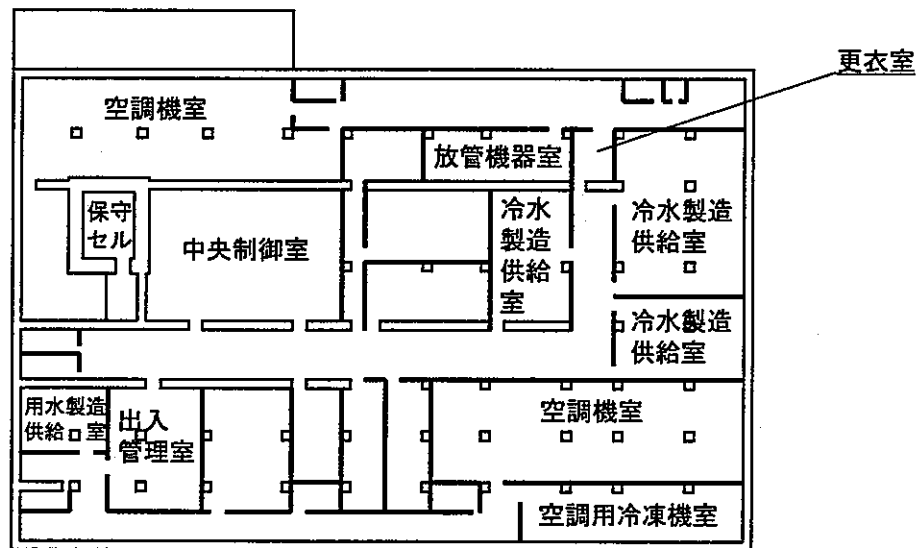 更衣室
空調機室
放管機器室
保守
セル
中央制御室
冷水
製造
供給
室
冷水製造
供給室
冷水製造
供給室
用水製造
供給室
出入
管理室
空調機室
空調用冷凍機室